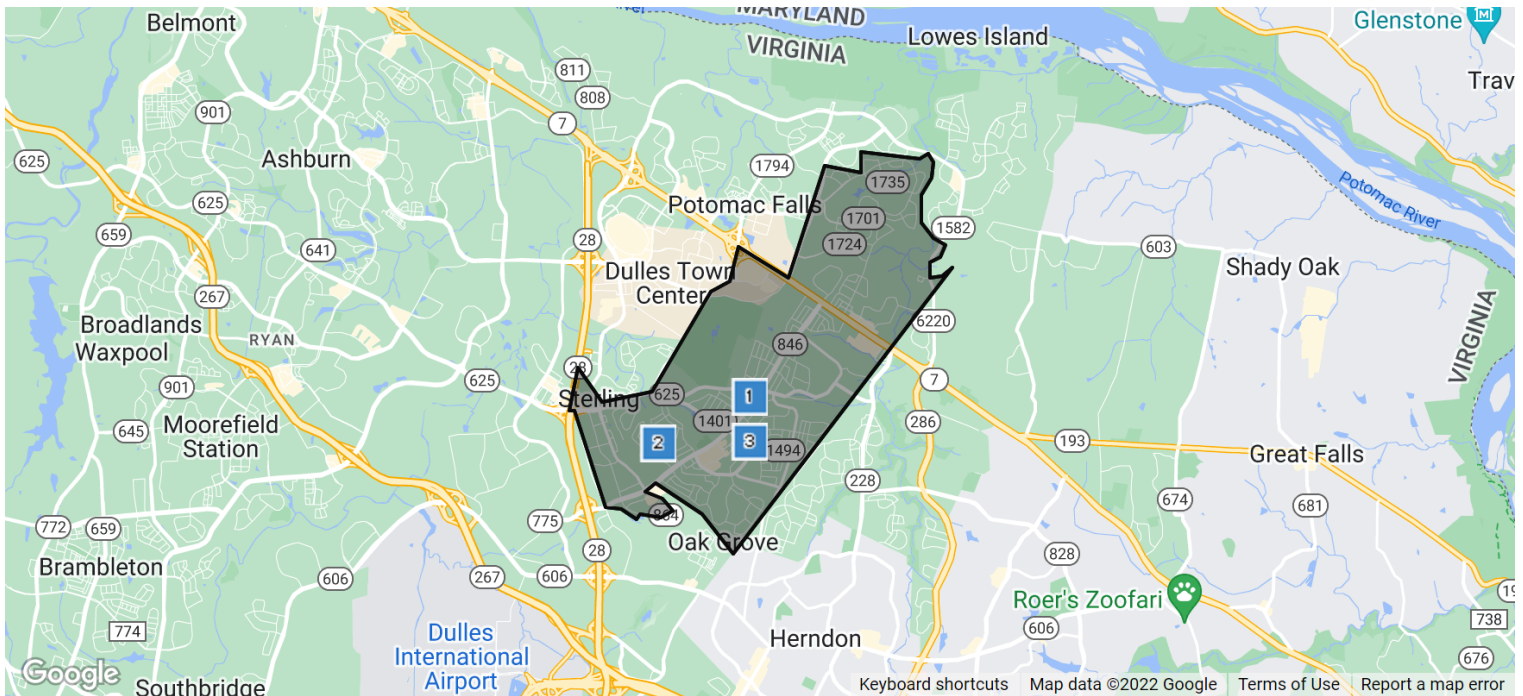 MARYLAND
VIRGINIA
Belmont
Lowes Island
Glenstone
Trav
811
808
7
901
625
Ashburn
1794
1735
Potomac Falls
1701
1724
1582
603
Potomac River
625
659
641
28
Dulles Town
Center
Shady Oak
267
Broadlands
Waxpool
RYAN
6220
846
VIRGINIA
28
625
901
Sterling
625
1
7
645
Moorefield
Station
1401
2
3
1494
286
193
Great Falls
228
674
681
772
659
775
864
Oak Grove
28
828
Brambleton
606
267
606
Roer's Zoofari
606
738
774
Dulles
International
Airport
Herndon
676
Google
Southbridge
Keyboard shortcuts
Map data ©2022 Google
Terms of Use
Report a map error